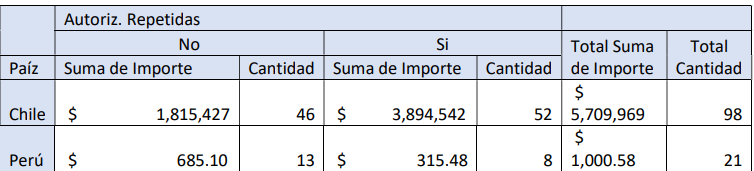 Autoriz. Repetidas
No Si Total Suma de Importe Total Cantidad
Paíz Suma de Importe Cantidad Suma de Importe Cantidad
Chile $ 1,815,427 46 $ 3,894,542 52 $ 5,709,969 98
Perú $ 685.10 13 $ 315.48 8 $ 1,000.58 21